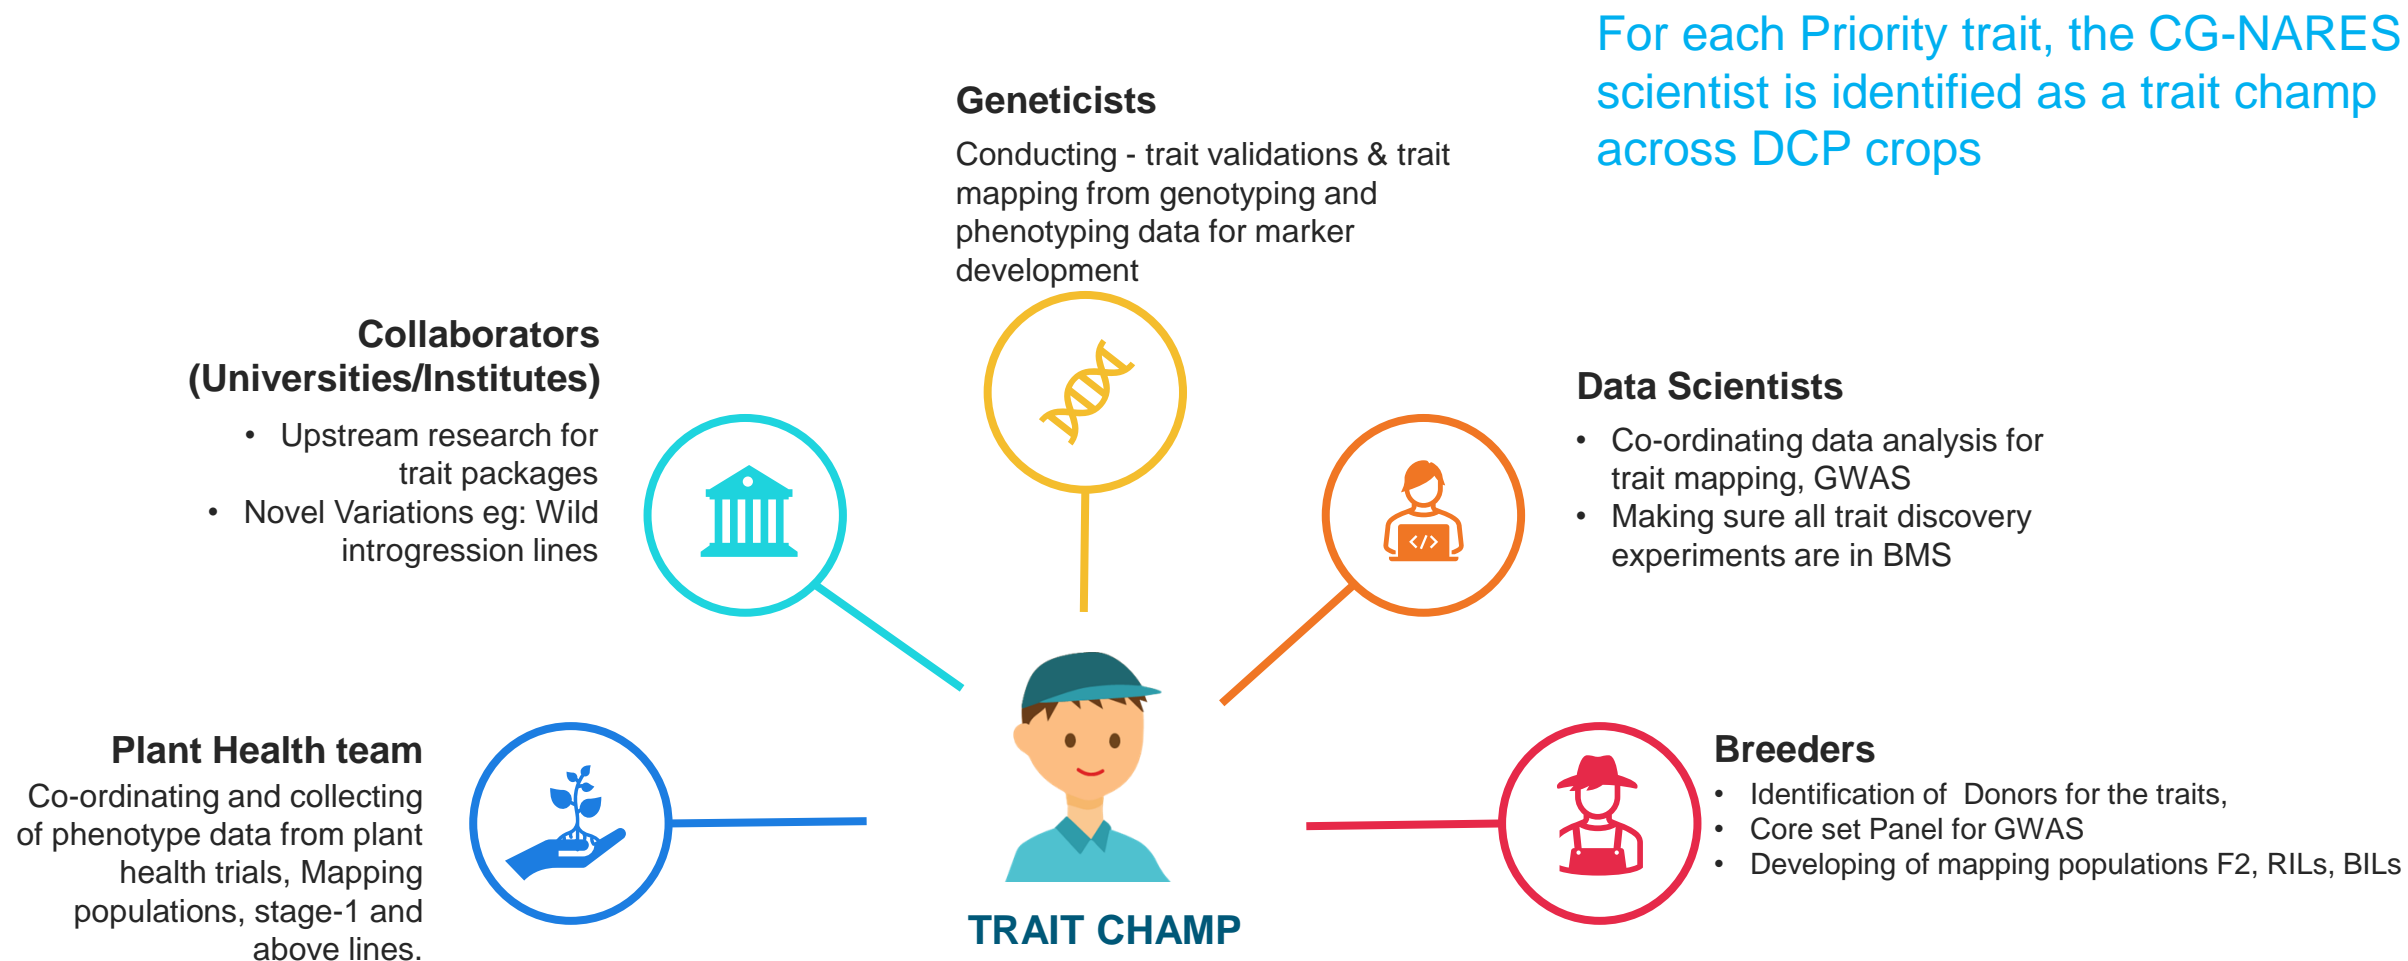 For each Priority trait, the CG-NARES
scientist is identified as a trait champ
across DCP crops
Geneticists
Conducting - trait validations & trait
mapping from genotyping and
phenotyping data for marker
development
Collaborators
(Universities/Institutes)
• Upstream research for
trait packages
• Novel Variations eg: Wild
introgression lines
Data Scientists
• Co-ordinating data analysis for
trait mapping, GWAS
• Making sure all trait discovery
experiments are in BMS
Plant Health team
Co-ordinating and collecting
of phenotype data from plant
health trials, Mapping
populations, stage-1 and
above lines.
Breeders
• Identification of Donors for the traits,
• Core set Panel for GWAS
• Developing of mapping populations F2, RILs, BILs
TRAIT CHAMP